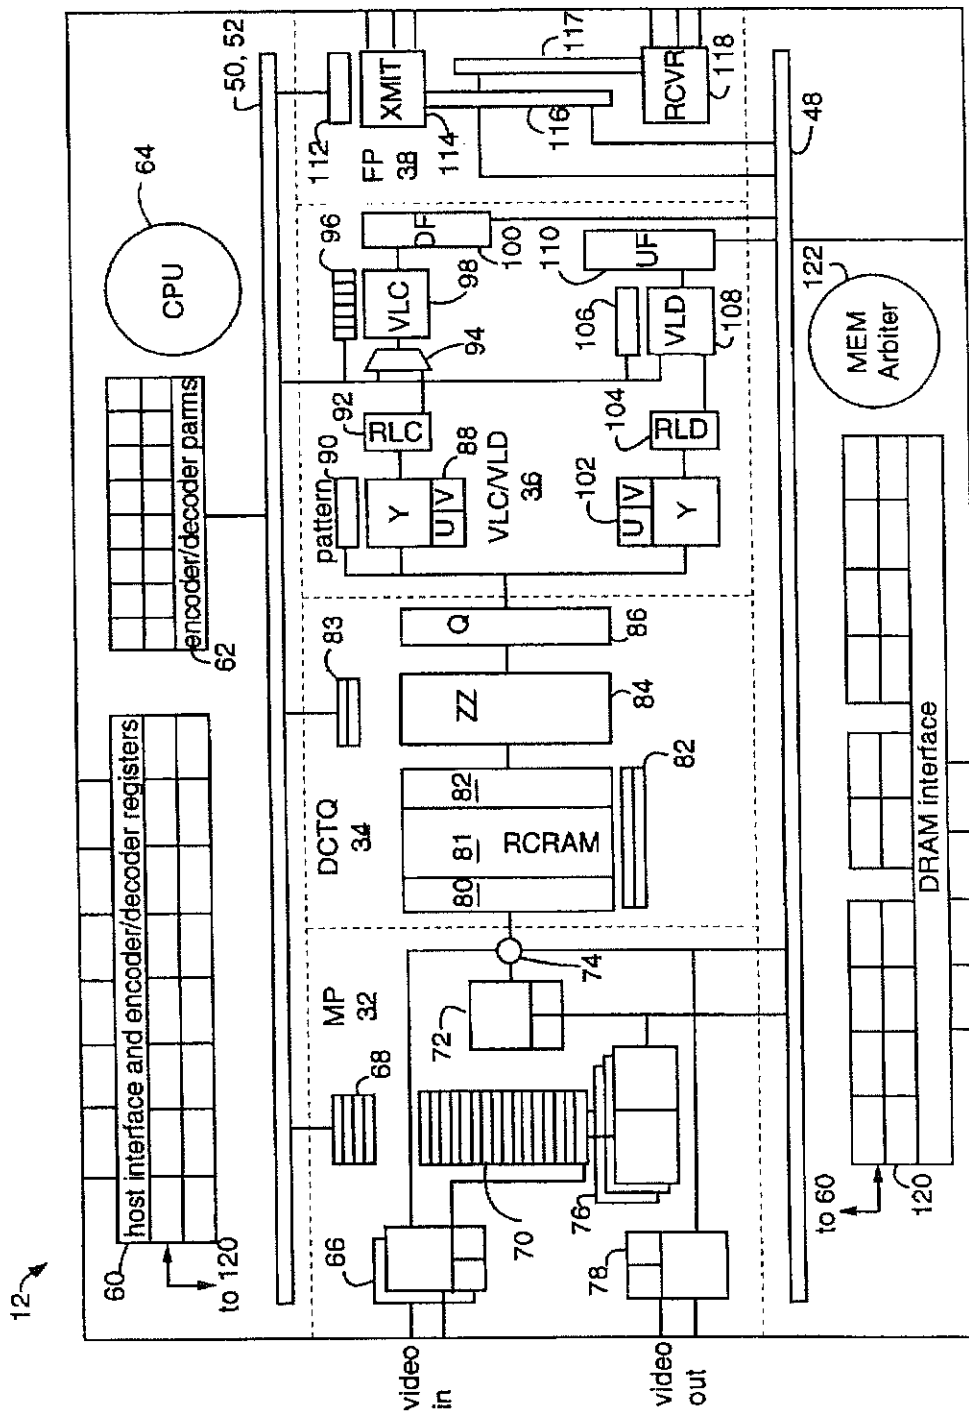 12
60
host interface and encoder/decoder registers
to 120
62
encoder/decoder parms
CPU
64
50, 52
video
in
66
68
MP
32
70
72
74
76
78
video
out
DCTQ
34
80
81
82
RCRAM
82
83
ZZ
84
Q
86
pattern
90
Y
U
V
88
VLC/VLD
36
RLC
92
94
96
VLC
98
DF
100
102
U
V
Y
104
RLD
106
VLD
108
110
UF
112
FP
38
XMIT
114
116
117
RCVR
118
48
to 60
120
DRAM interface
MEM
Arbiter
122